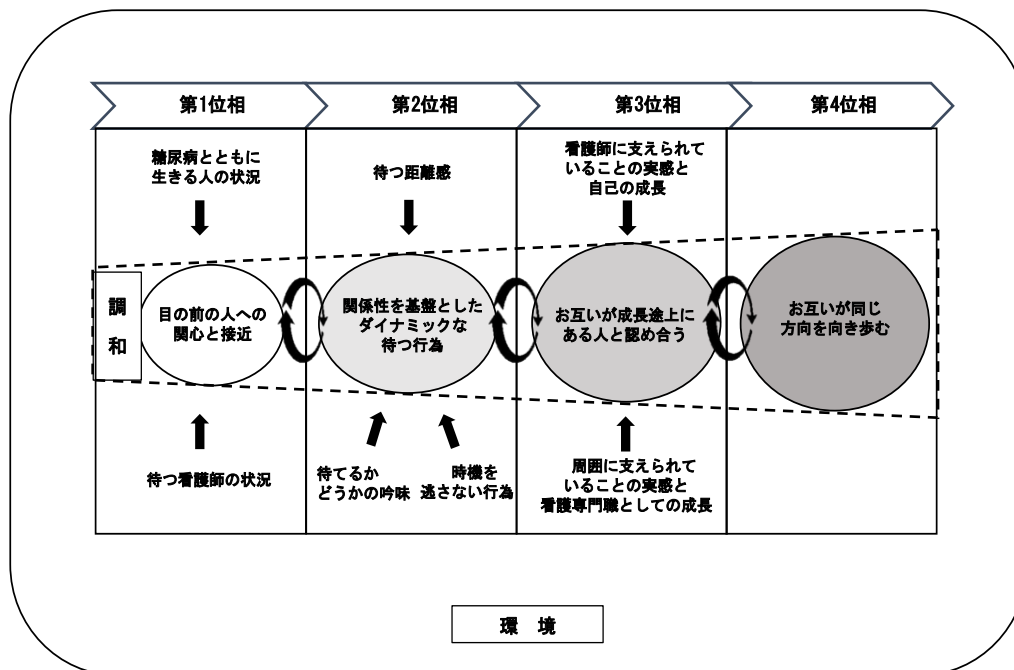 第1位相
第2位相
第3位相
第4位相
糖尿病とともに
生きる人の状況
待つ距離感
看護師に支えられて
いることの実感と
自己の成長
調
和
目の前の人への
関心と接近
関係性を基盤とした
ダイナミックな
待つ行為
お互いが成長途上に
ある人と認め合う
お互いが同じ
方向を向き歩む
待つ看護師の状況
待てるか
どうかの吟味
時機を
逃さない行為
周囲に支えられて
いることの実感と
看護専門職としての成長
環 境